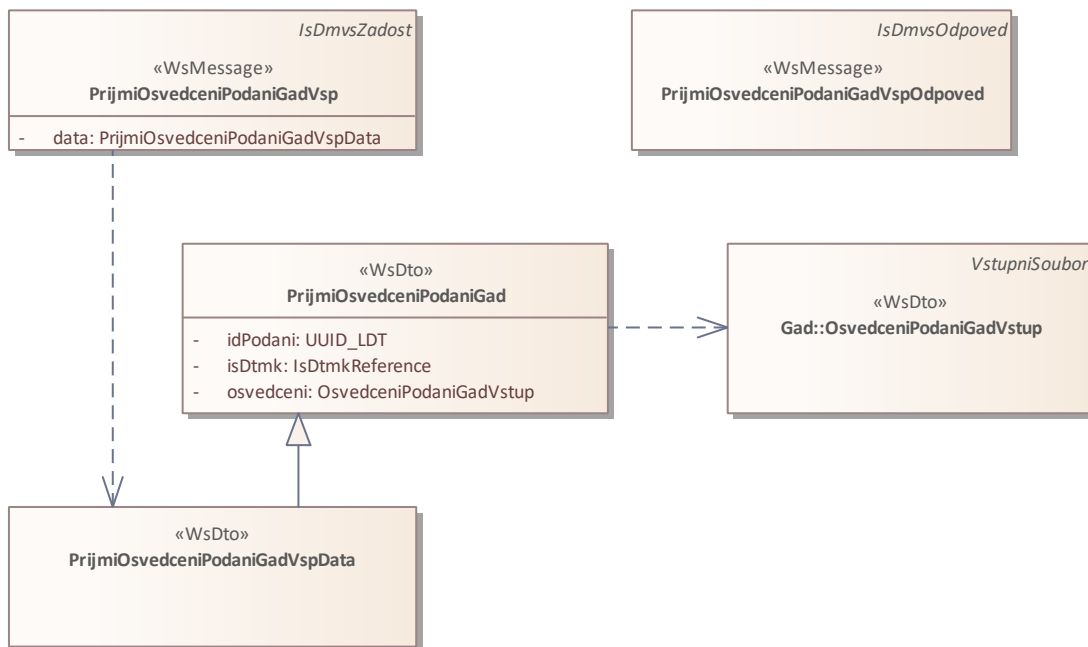 IsDmvsZadost
«WsMessage»
PrijmiOsvedceniPodaniGadVsp
- data: PrijmiOsvedceniPodaniGadVspData
IsDmvsOdpoved
«WsMessage»
PrijmiOsvedceniPodaniGadVspOdpoved
«WsDto»
PrijmiOsvedceniPodaniGad
- idPodani: UUID_LDT
- isDtmk: IsDtmkReference
- osvedceni: OsvedceniPodaniGadVstup
VstupniSoubor
«WsDto»
Gad::OsvedceniPodaniGadVstup
«WsDto»
PrijmiOsvedceniPodaniGadVspData